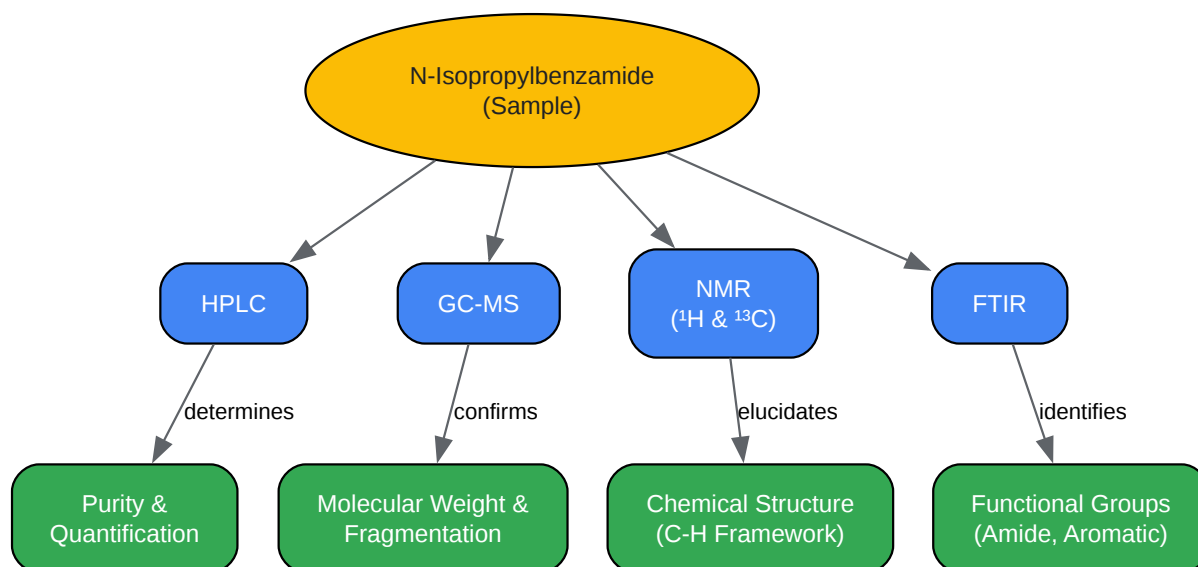 N-Isopropylbenzamide
(Sample)
HPLC
GC-MS
NMR
(¹H & ¹³C)
FTIR
determines
confirms
elucidates
identifies
Purity &
Quantification
Molecular Weight &
Fragmentation
Chemical Structure
(C-H Framework)
Functional Groups
(Amide, Aromatic)